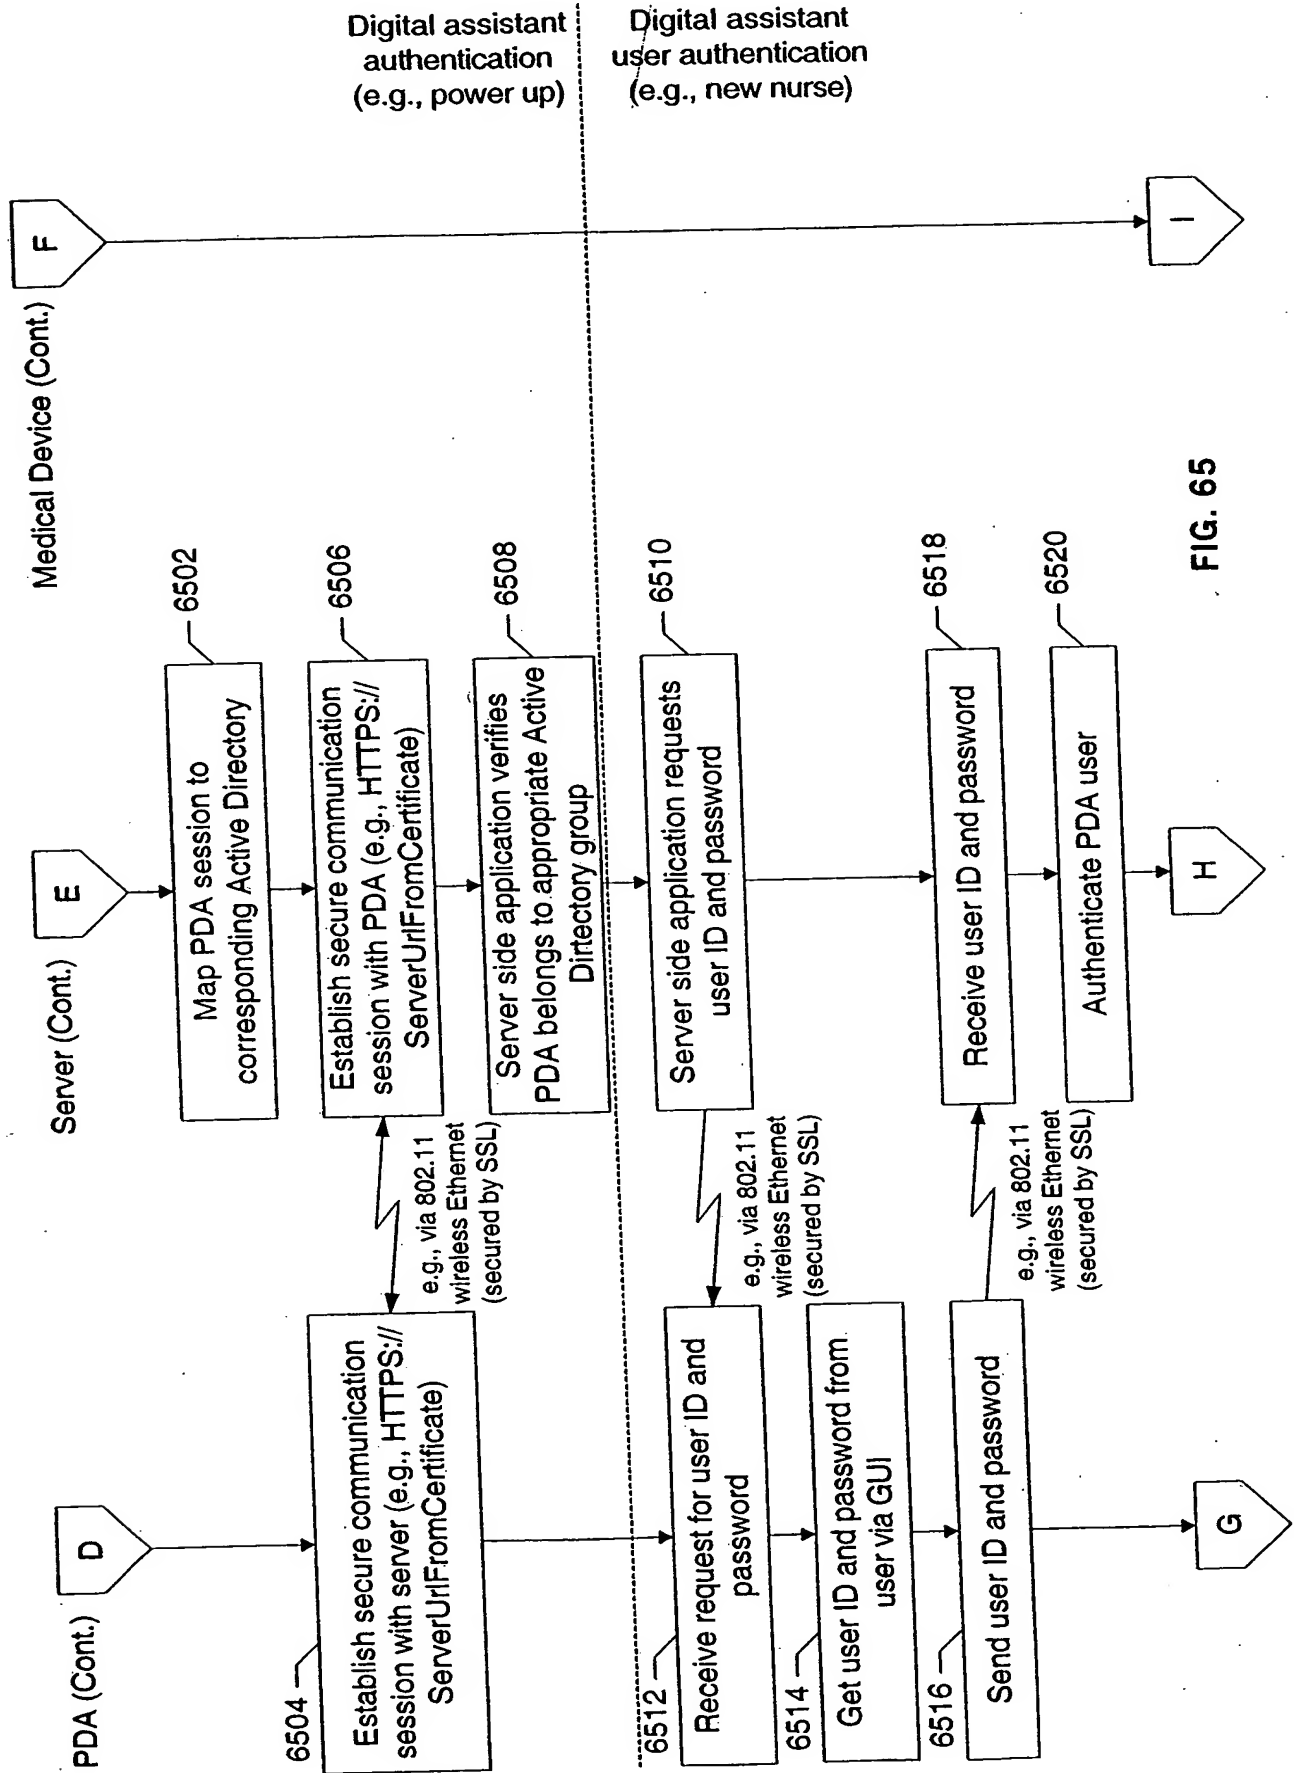 Digital assistant
authentication
(e.g., power up)
Digital assistant
user authentication
(e.g., new nurse)
Medical Device (Cont.)
F
I
Server (Cont.)
E
6502
Map PDA session to
corresponding Active Directory
6506
Establish secure communication
session with PDA (e.g., HTTPS://
ServerUrlFromCertificate)
6508
Server side application verifies
PDA belongs to appropriate Active
Dirtectory group
6510
Server side application requests
user ID and password
6518
Receive user ID and password
6520
Authenticate PDA user
H
e.g., via 802.11
wireless Ethernet
(secured by SSL)
e.g., via 802.11
wireless Ethernet
(secured by SSL)
e.g., via 802.11
wireless Ethernet
(secured by SSL)
PDA (Cont.)
D
6504
Establish secure communication
session with server (e.g., HTTPS://
ServerUrlFromCertificate)
6512
Receive request for user ID and
password
6514
Get user ID and password from
user via GUI
6516
Send user ID and password
G
FIG. 65